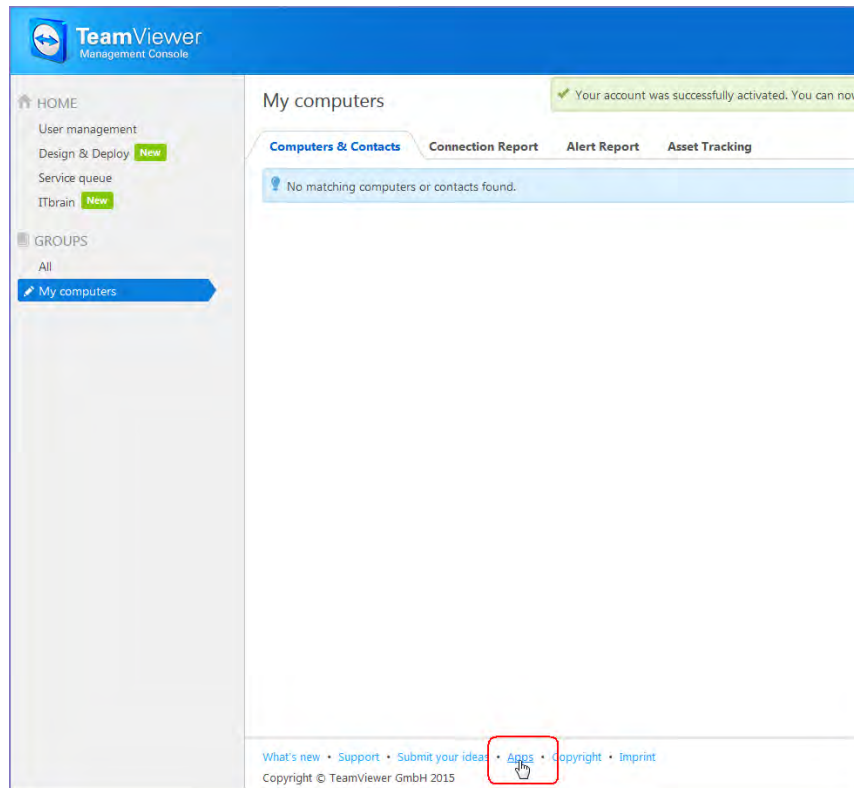 TeamViewer
Management Console
HOME
User management
Design & Deploy New
Service queue
ITbrain New
GROUPS
All
My computers
My computers
Your account was successfully activated. You can now
Computers & Contacts Connection Report Alert Report Asset Tracking
No matching computers or contacts found.
What's new • Support • Submit your ideas • Apps • Copyright • Imprint
Copyright © TeamViewer GmbH 2015